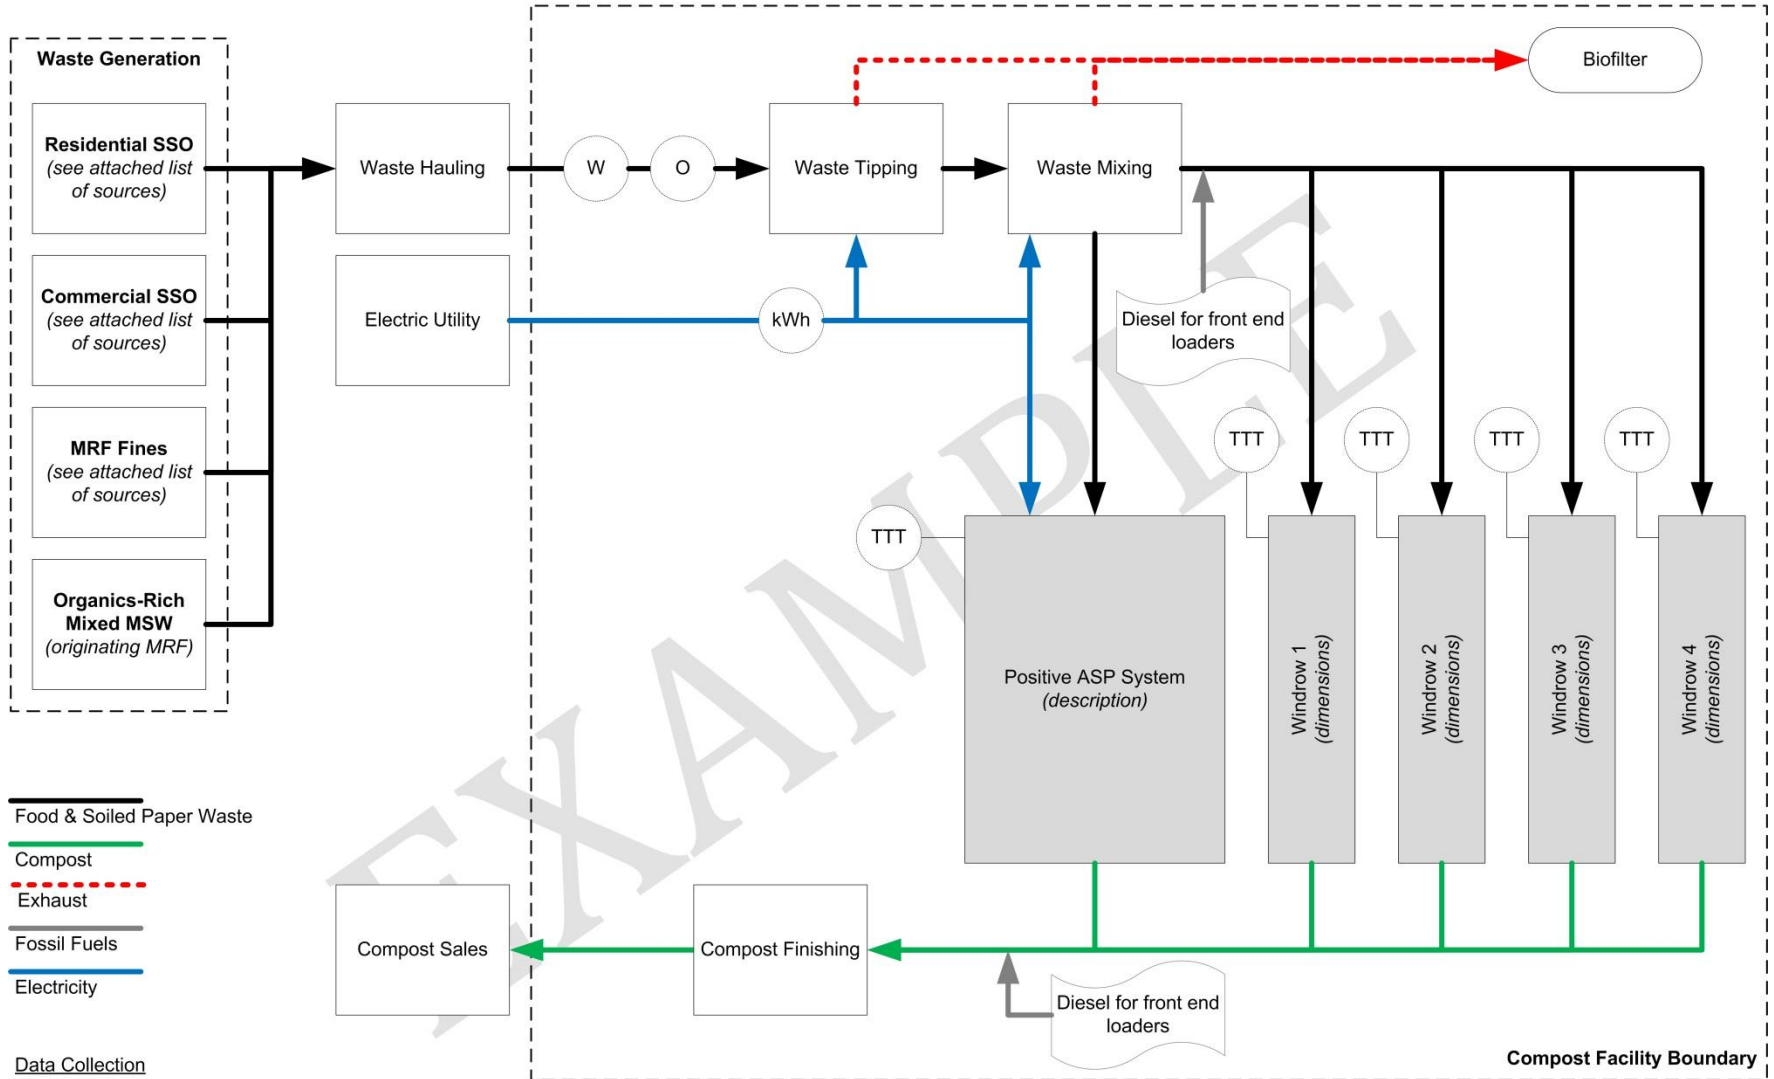 Waste Generation
Residential SSO
(see attached list
of sources)
Commercial SSO
(see attached list
of sources)
MRF Fines
(see attached list
of sources)
Organics-Rich
Mixed MSW
(originating MRF)
Waste Hauling
Electric Utility
W
O
kWh
Waste Tipping
Waste Mixing
Biofilter
Diesel for front end
loaders
TTT
TTT
TTT
TTT
TTT
Positive ASP System
(description)
Windrow 1
(dimensions)
Windrow 2
(dimensions)
Windrow 3
(dimensions)
Windrow 4
(dimensions)
EXAMPLE
Food & Soiled Paper Waste
Compost
Exhaust
Fossil Fuels
Electricity
Data Collection
Compost Sales
Compost Finishing
Diesel for front end
loaders
Compost Facility Boundary